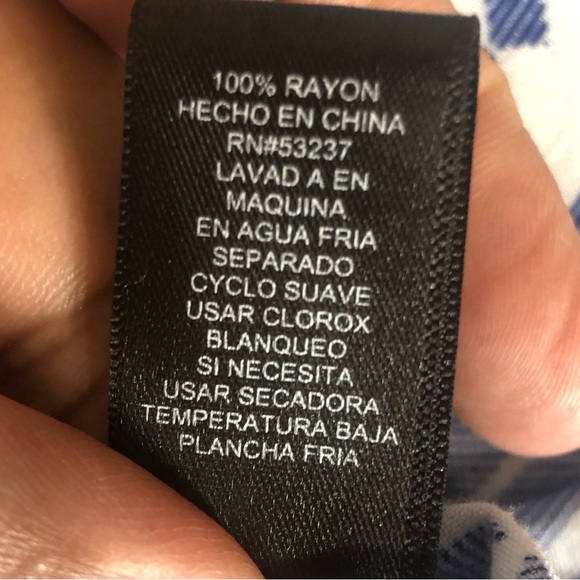 100% RAYON
HECHO EN CHINA
RN#53237
LAVAD A EN
MAQUINA
EN AGUA FRIA
SEPARADO
CYCLO SUAVE
USAR CLOROX
BLANQUEO
SI NECESITA
USAR SECADORA
TEMPERATURA BAJA
PLANCHA FRIA